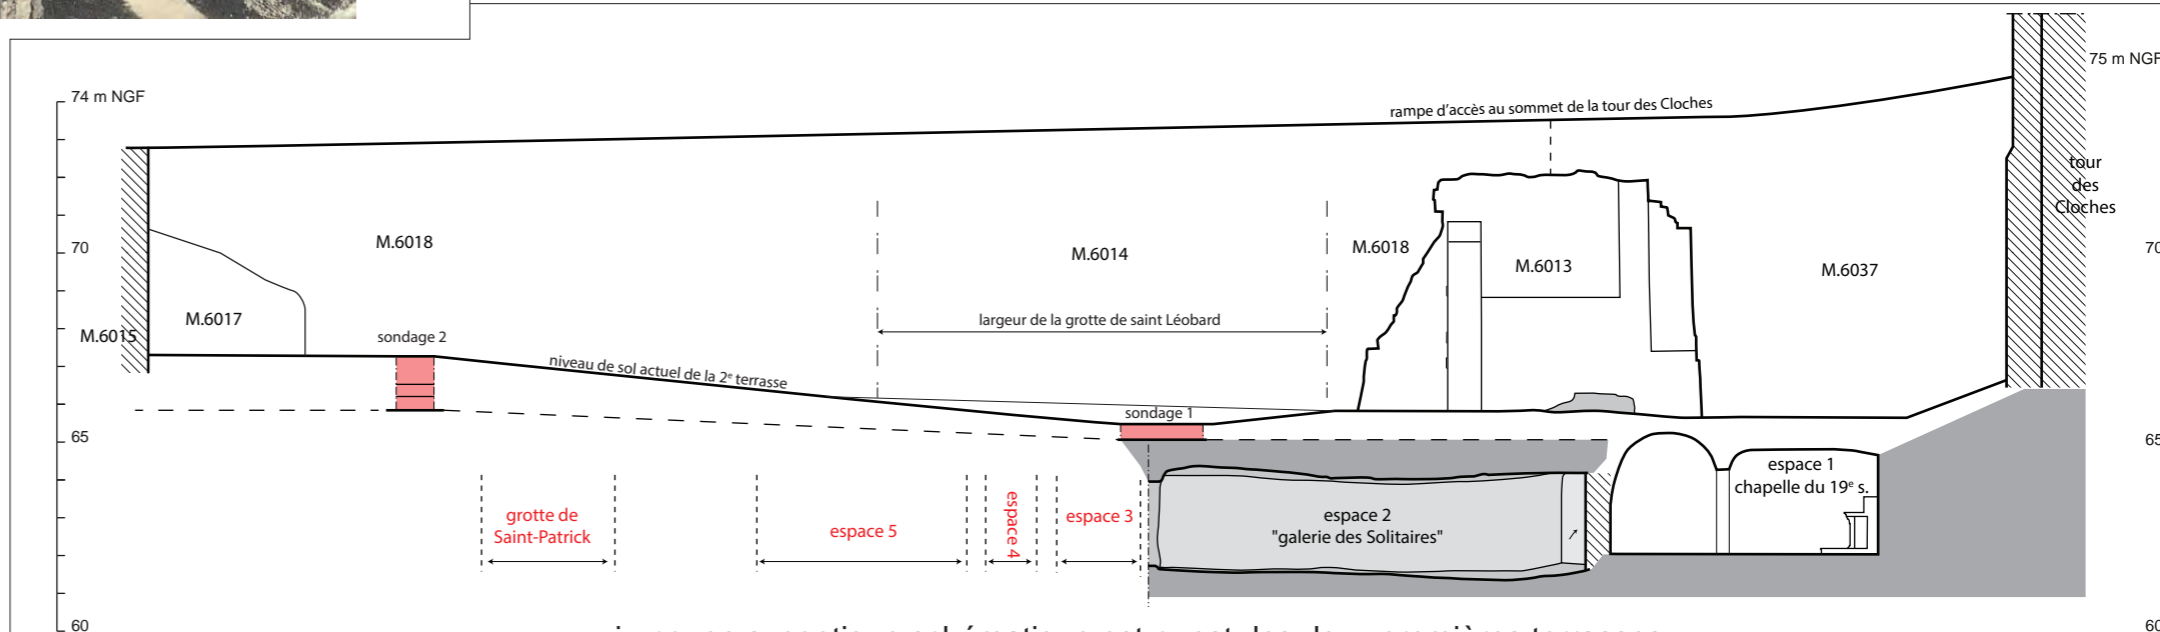 75 m NGF
74 m NGF
rampe d'accès au sommet de la tour des Cloches
tour
des
Cloches
M.6018
M.6014
M.6018
M.6013
M.6037
70
70
M.6017
largeur de la grotte de saint Léobard
M.6015
sondage 2
niveau de sol actuel de la 2e terrasse
sondage 1
65
65
espace 1
chapelle du 19e s.
grotte de
Saint-Patrick
espace 5
espace 4
espace 3
espace 2
"galerie des Solitaires"
60
60